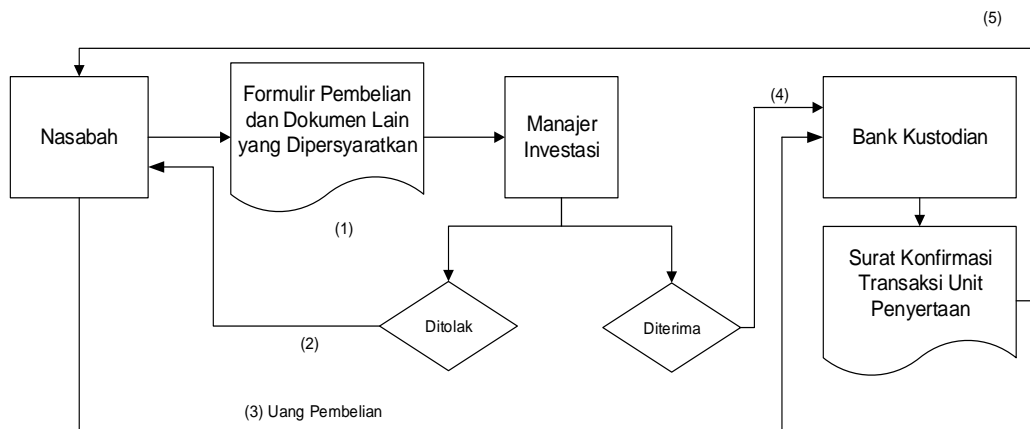 (5)
Nasabah
Formulir Pembelian
dan Dokumen Lain
yang Dipersyaratkan
(1)
Manajer
Investasi
(4)
Bank Kustodian
Surat Konfirmasi
Transaksi Unit
Penyertaan
Ditolak
Diterima
(2)
(3) Uang Pembelian